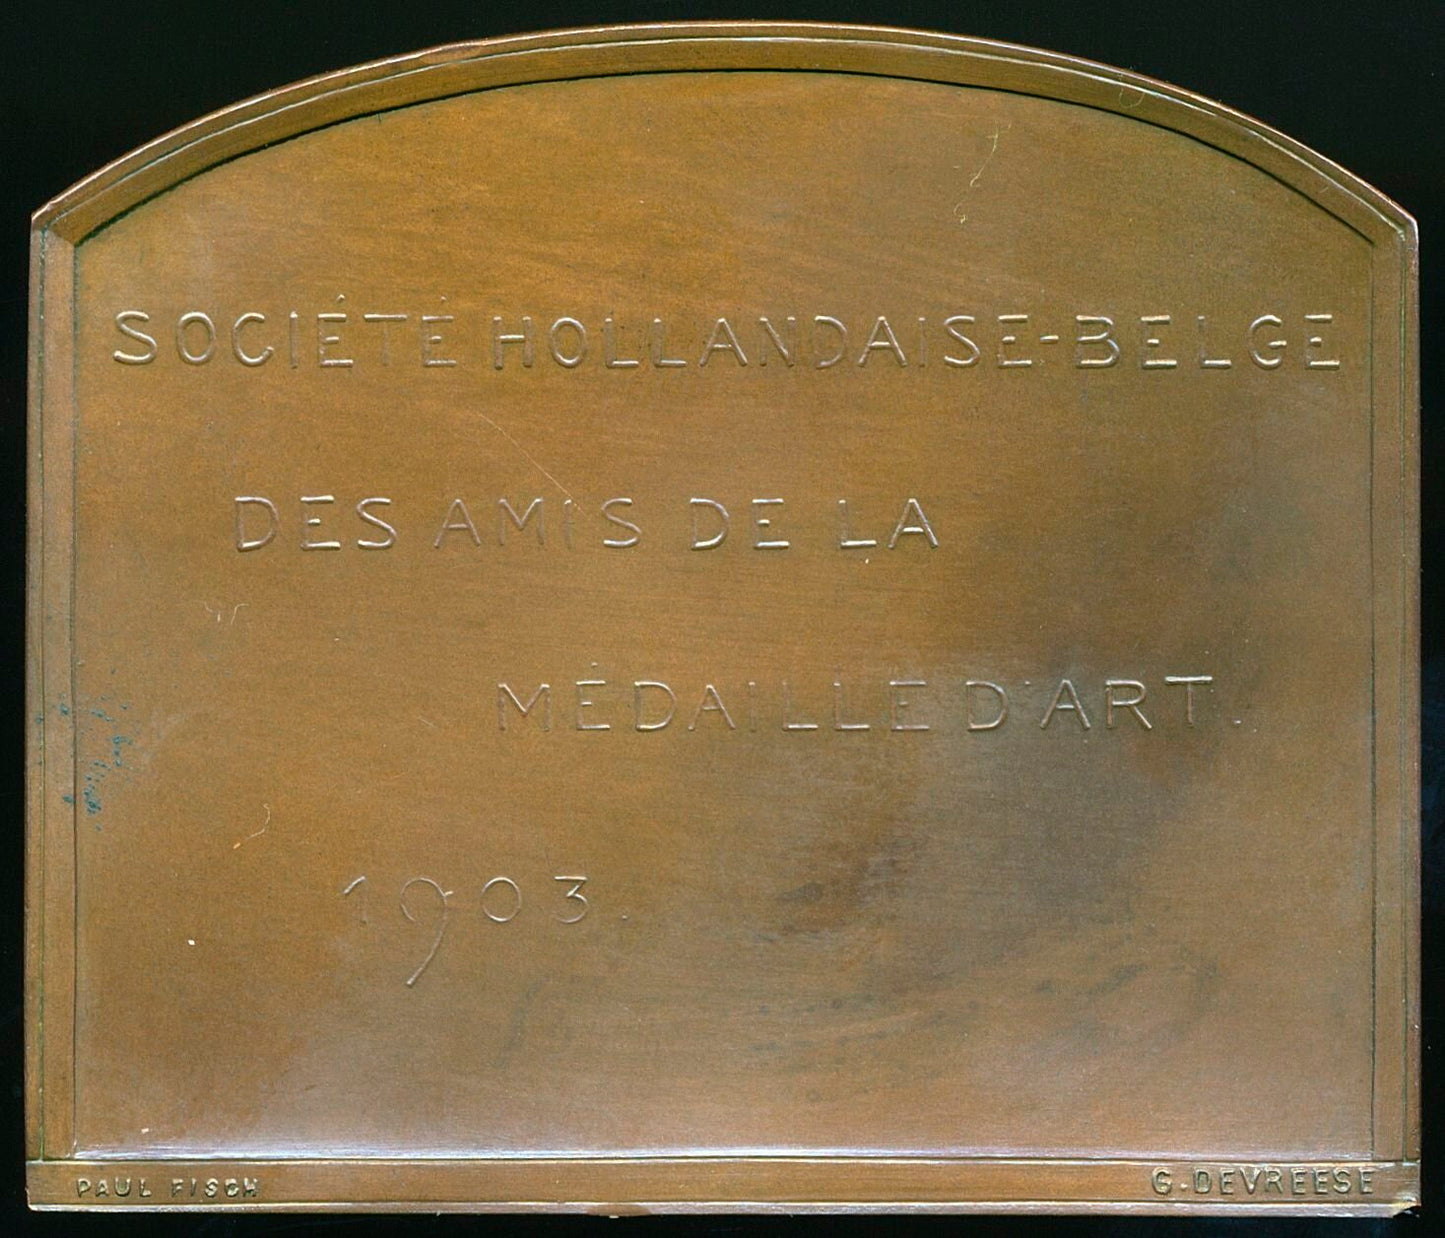 SOCIÉTÉ HOLLANDAISE-BELGE
DES AMIS DE LA
MÉDAILLE D'ART.
1903.
PAUL FISCH
G. DEVREESE